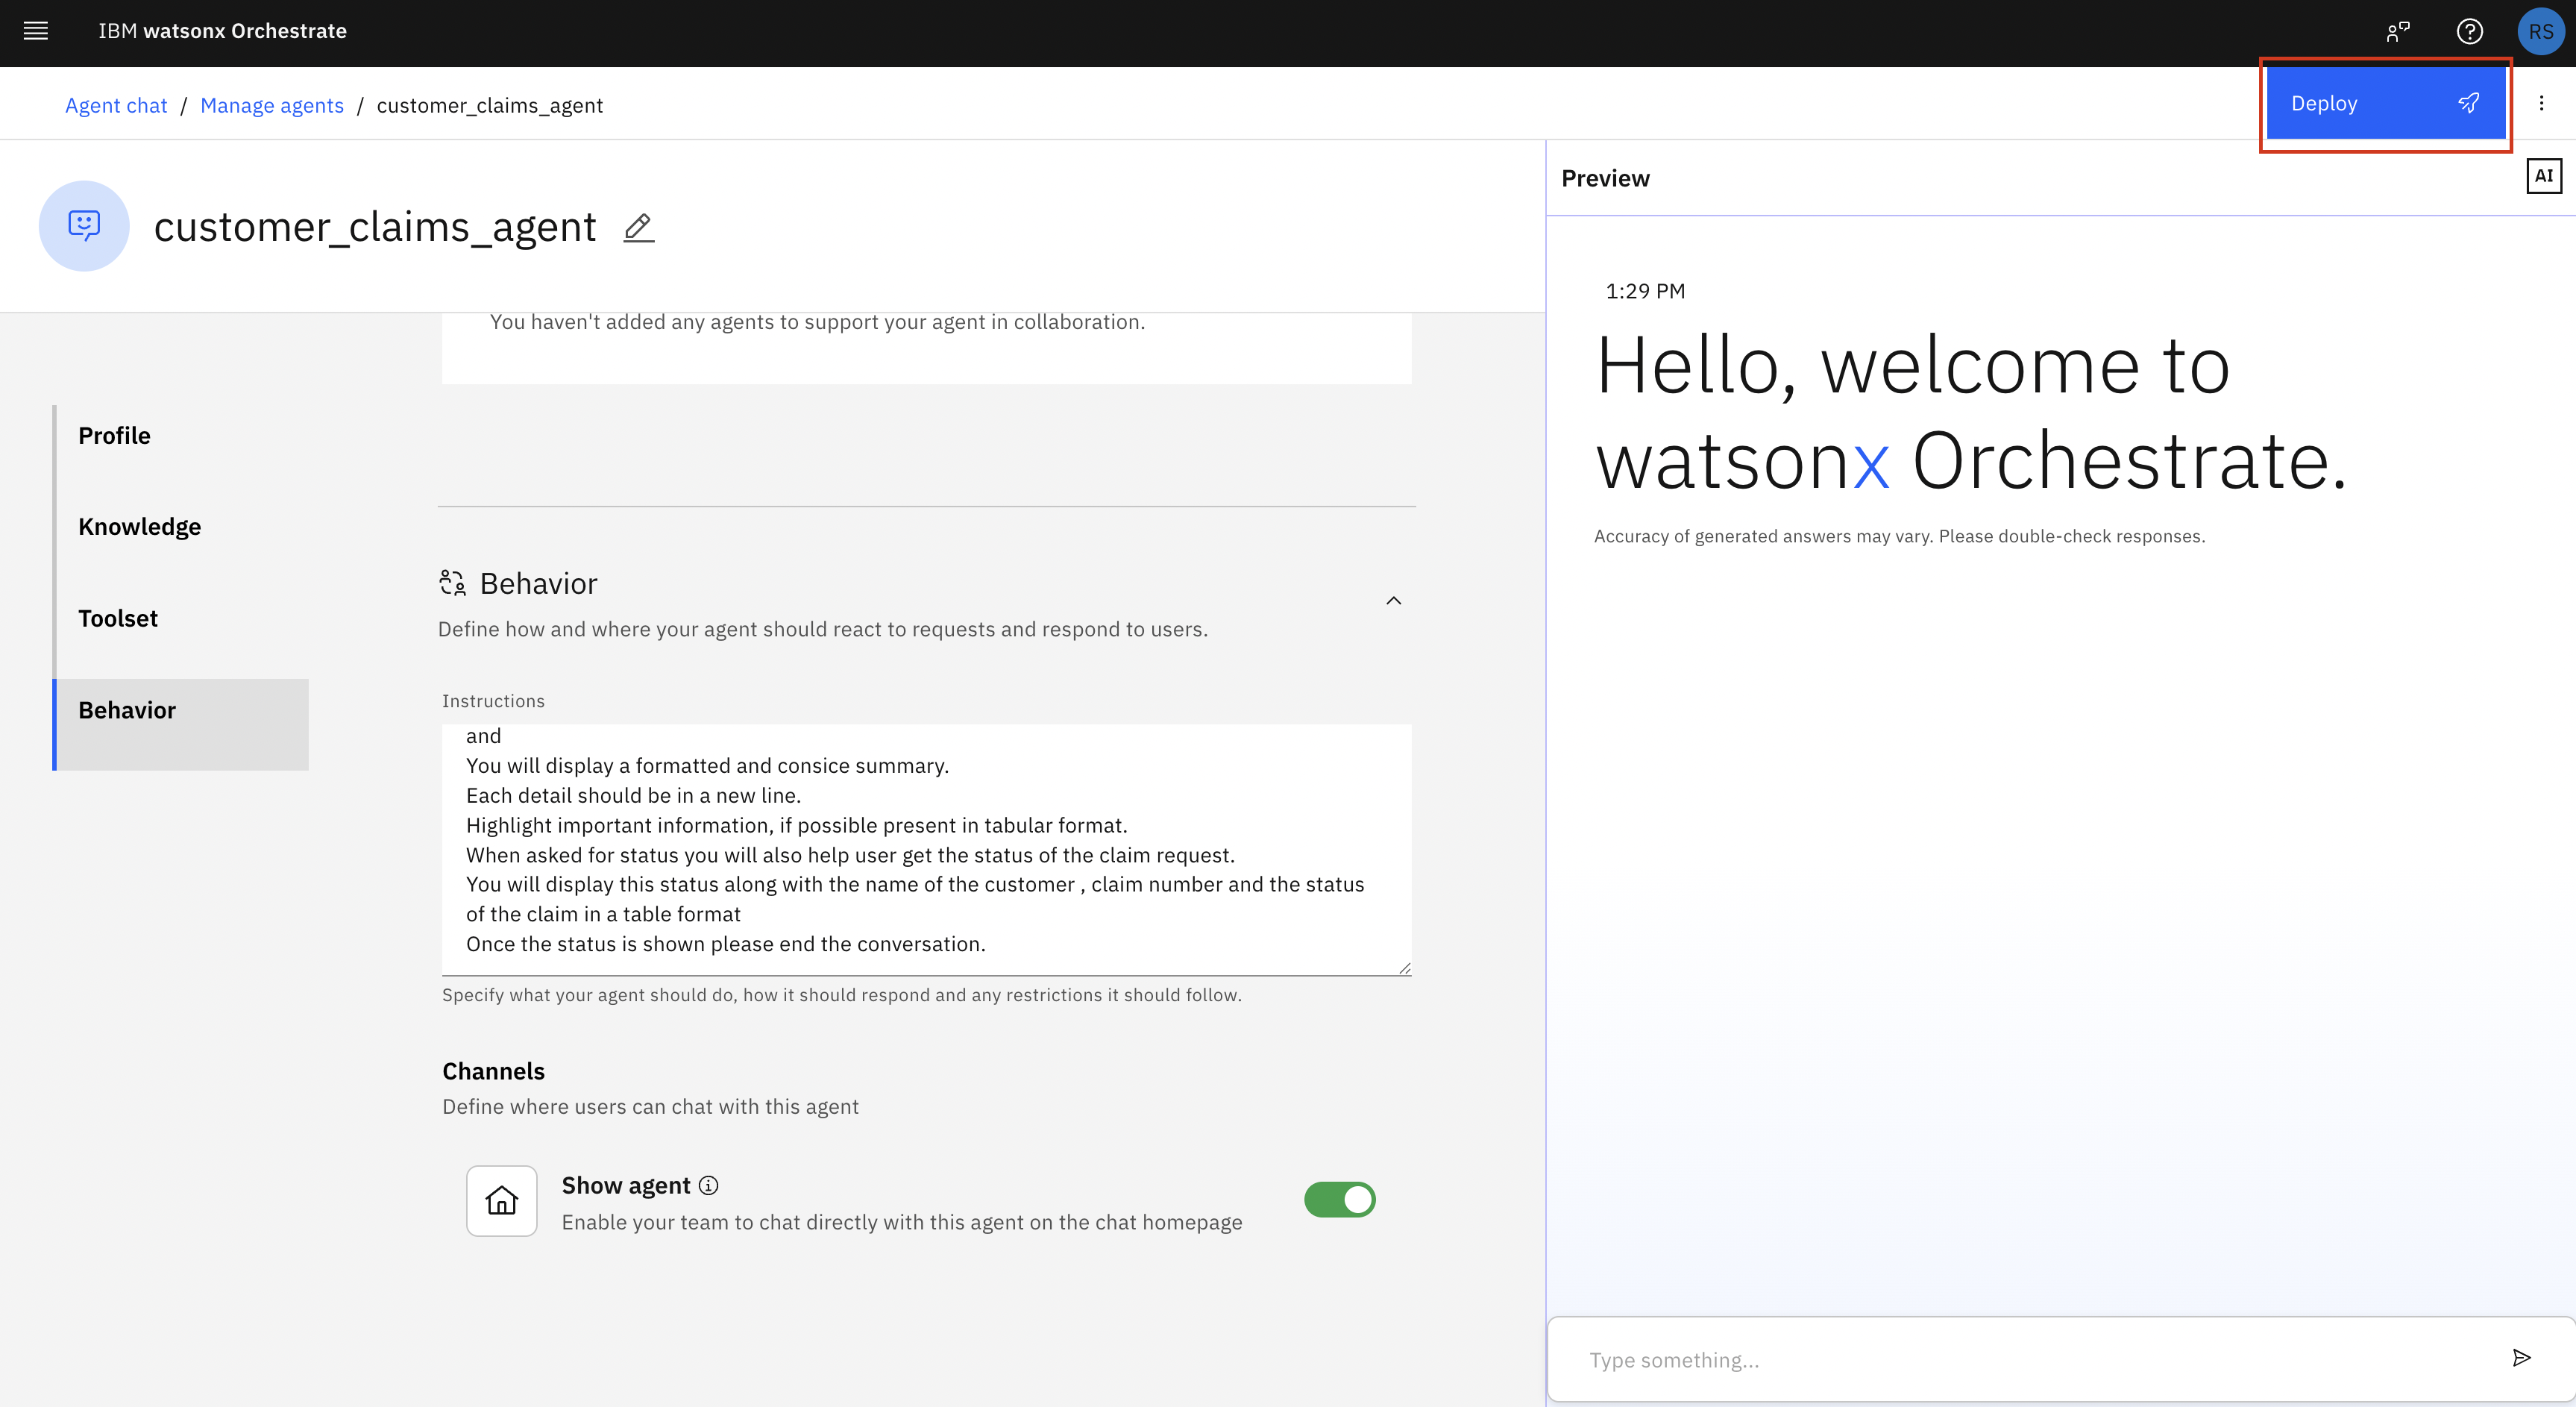 IBM watsonx Orchestrate
RS
Agent chat / Manage agents / customer_claims_agent
Deploy
customer_claims_agent
Preview
AI
You haven't added any agents to support your agent in collaboration.
Profile
Knowledge
Toolset
Behavior
Behavior
Define how and where your agent should react to requests and respond to users.
Instructions
and
You will display a formatted and consice summary.
Each detail should be in a new line.
Highlight important information, if possible present in tabular format.
When asked for status you will also help user get the status of the claim request.
You will display this status along with the name of the customer , claim number and the status
of the claim in a table format
Once the status is shown please end the conversation.
Specify what your agent should do, how it should respond and any restrictions it should follow.
Channels
Define where users can chat with this agent
Show agent
Enable your team to chat directly with this agent on the chat homepage
1:29 PM
Hello, welcome to
watsonx Orchestrate.
Accuracy of generated answers may vary. Please double-check responses.
Type something...